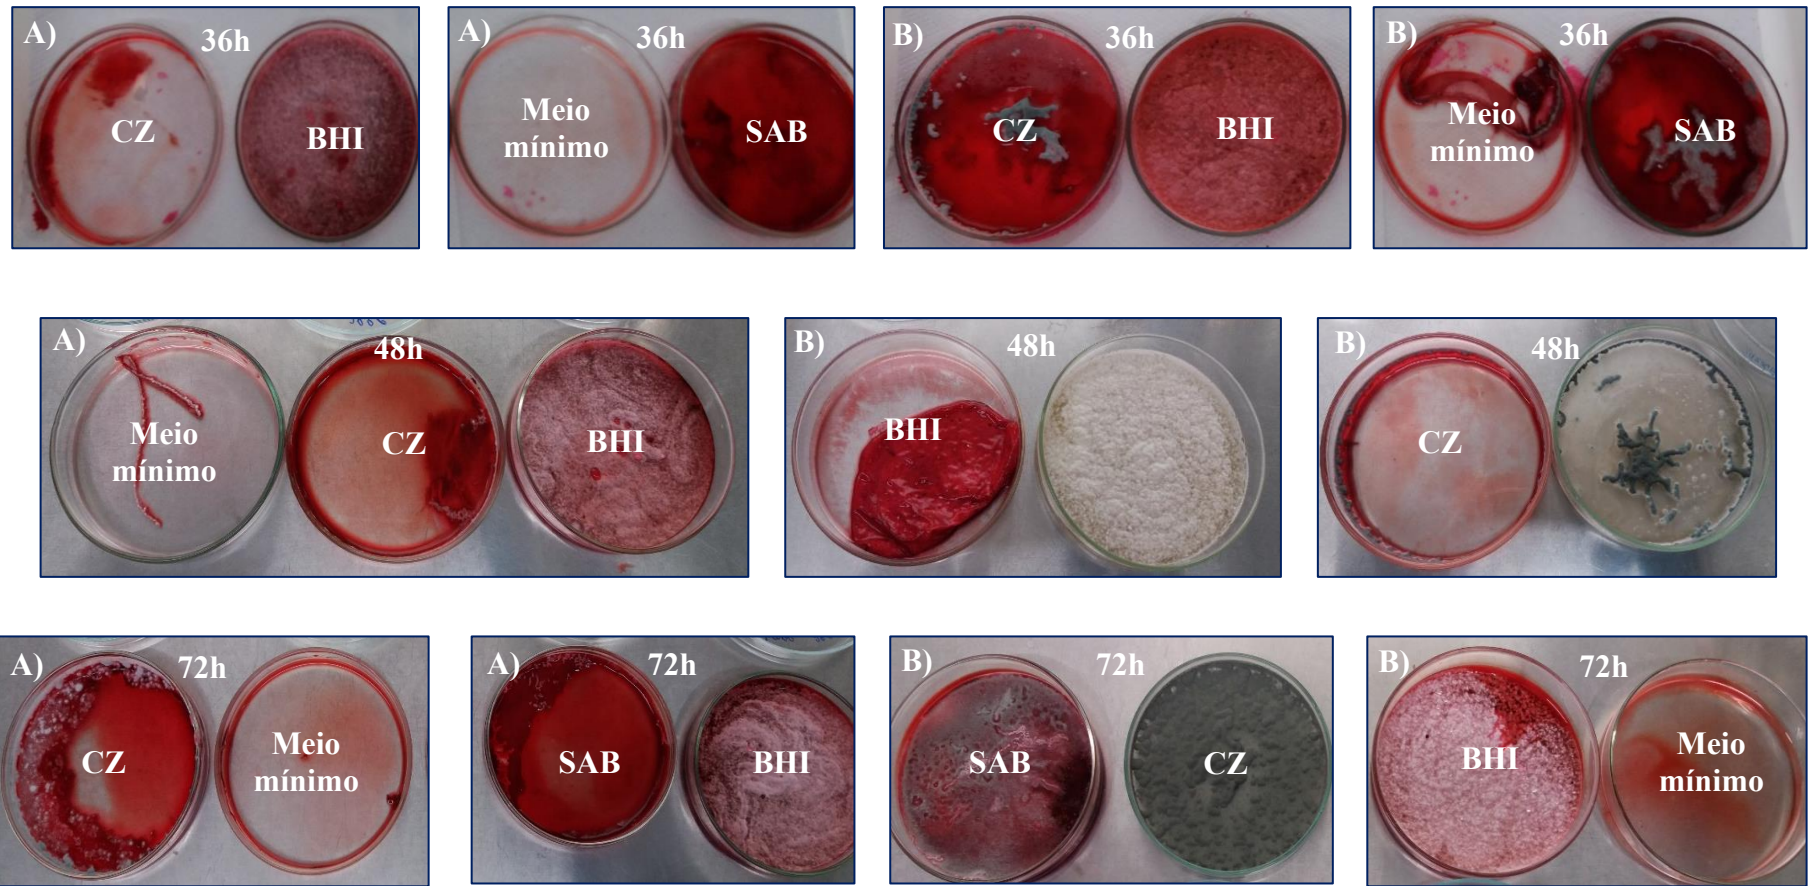 A)
36h
CZ
BHI
A)
36h
Meio
mínimo
SAB
B)
36h
CZ
BHI
B)
36h
Meio
mínimo
SAB
A)
48h
Meio
mínimo
CZ
BHI
B)
48h
BHI
B)
48h
CZ
A)
72h
CZ
Meio
mínimo
A)
72h
SAB
BHI
B)
72h
SAB
CZ
B)
72h
BHI
Meio
mínimo